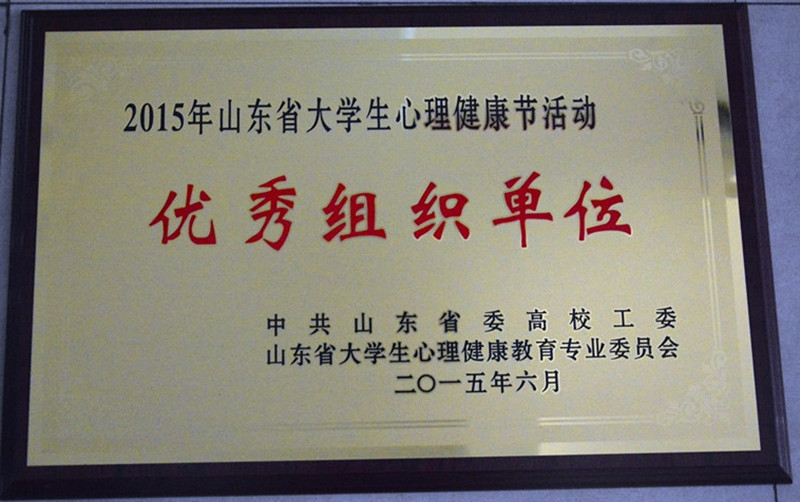 2015年山东省大学生心理健康节活动
优秀组织单位
中共山东省委高校工委
山东省大学生心理健康教育专业委员会
二〇一五年六月